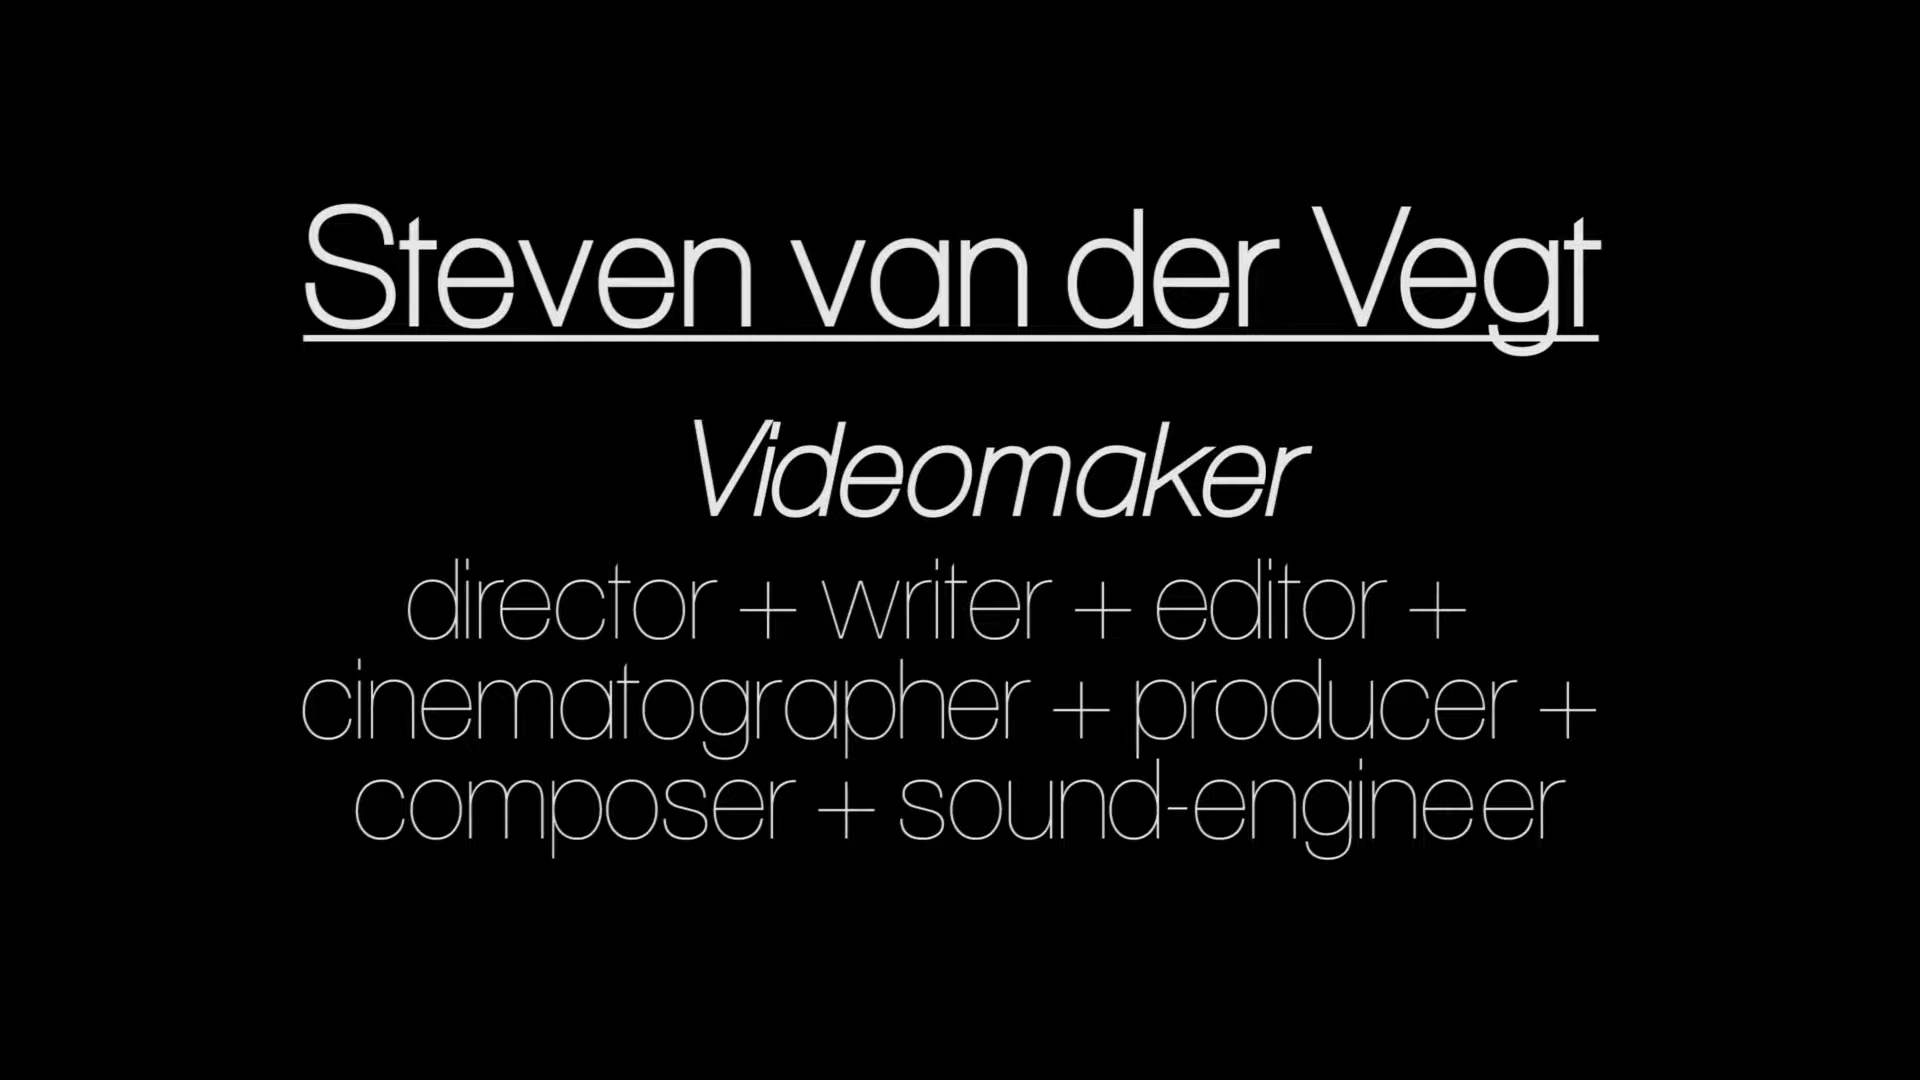 Steven van der Vegt
Videomaker
director + writer + editor +
cinematographer + producer +
composer + sound-engineer